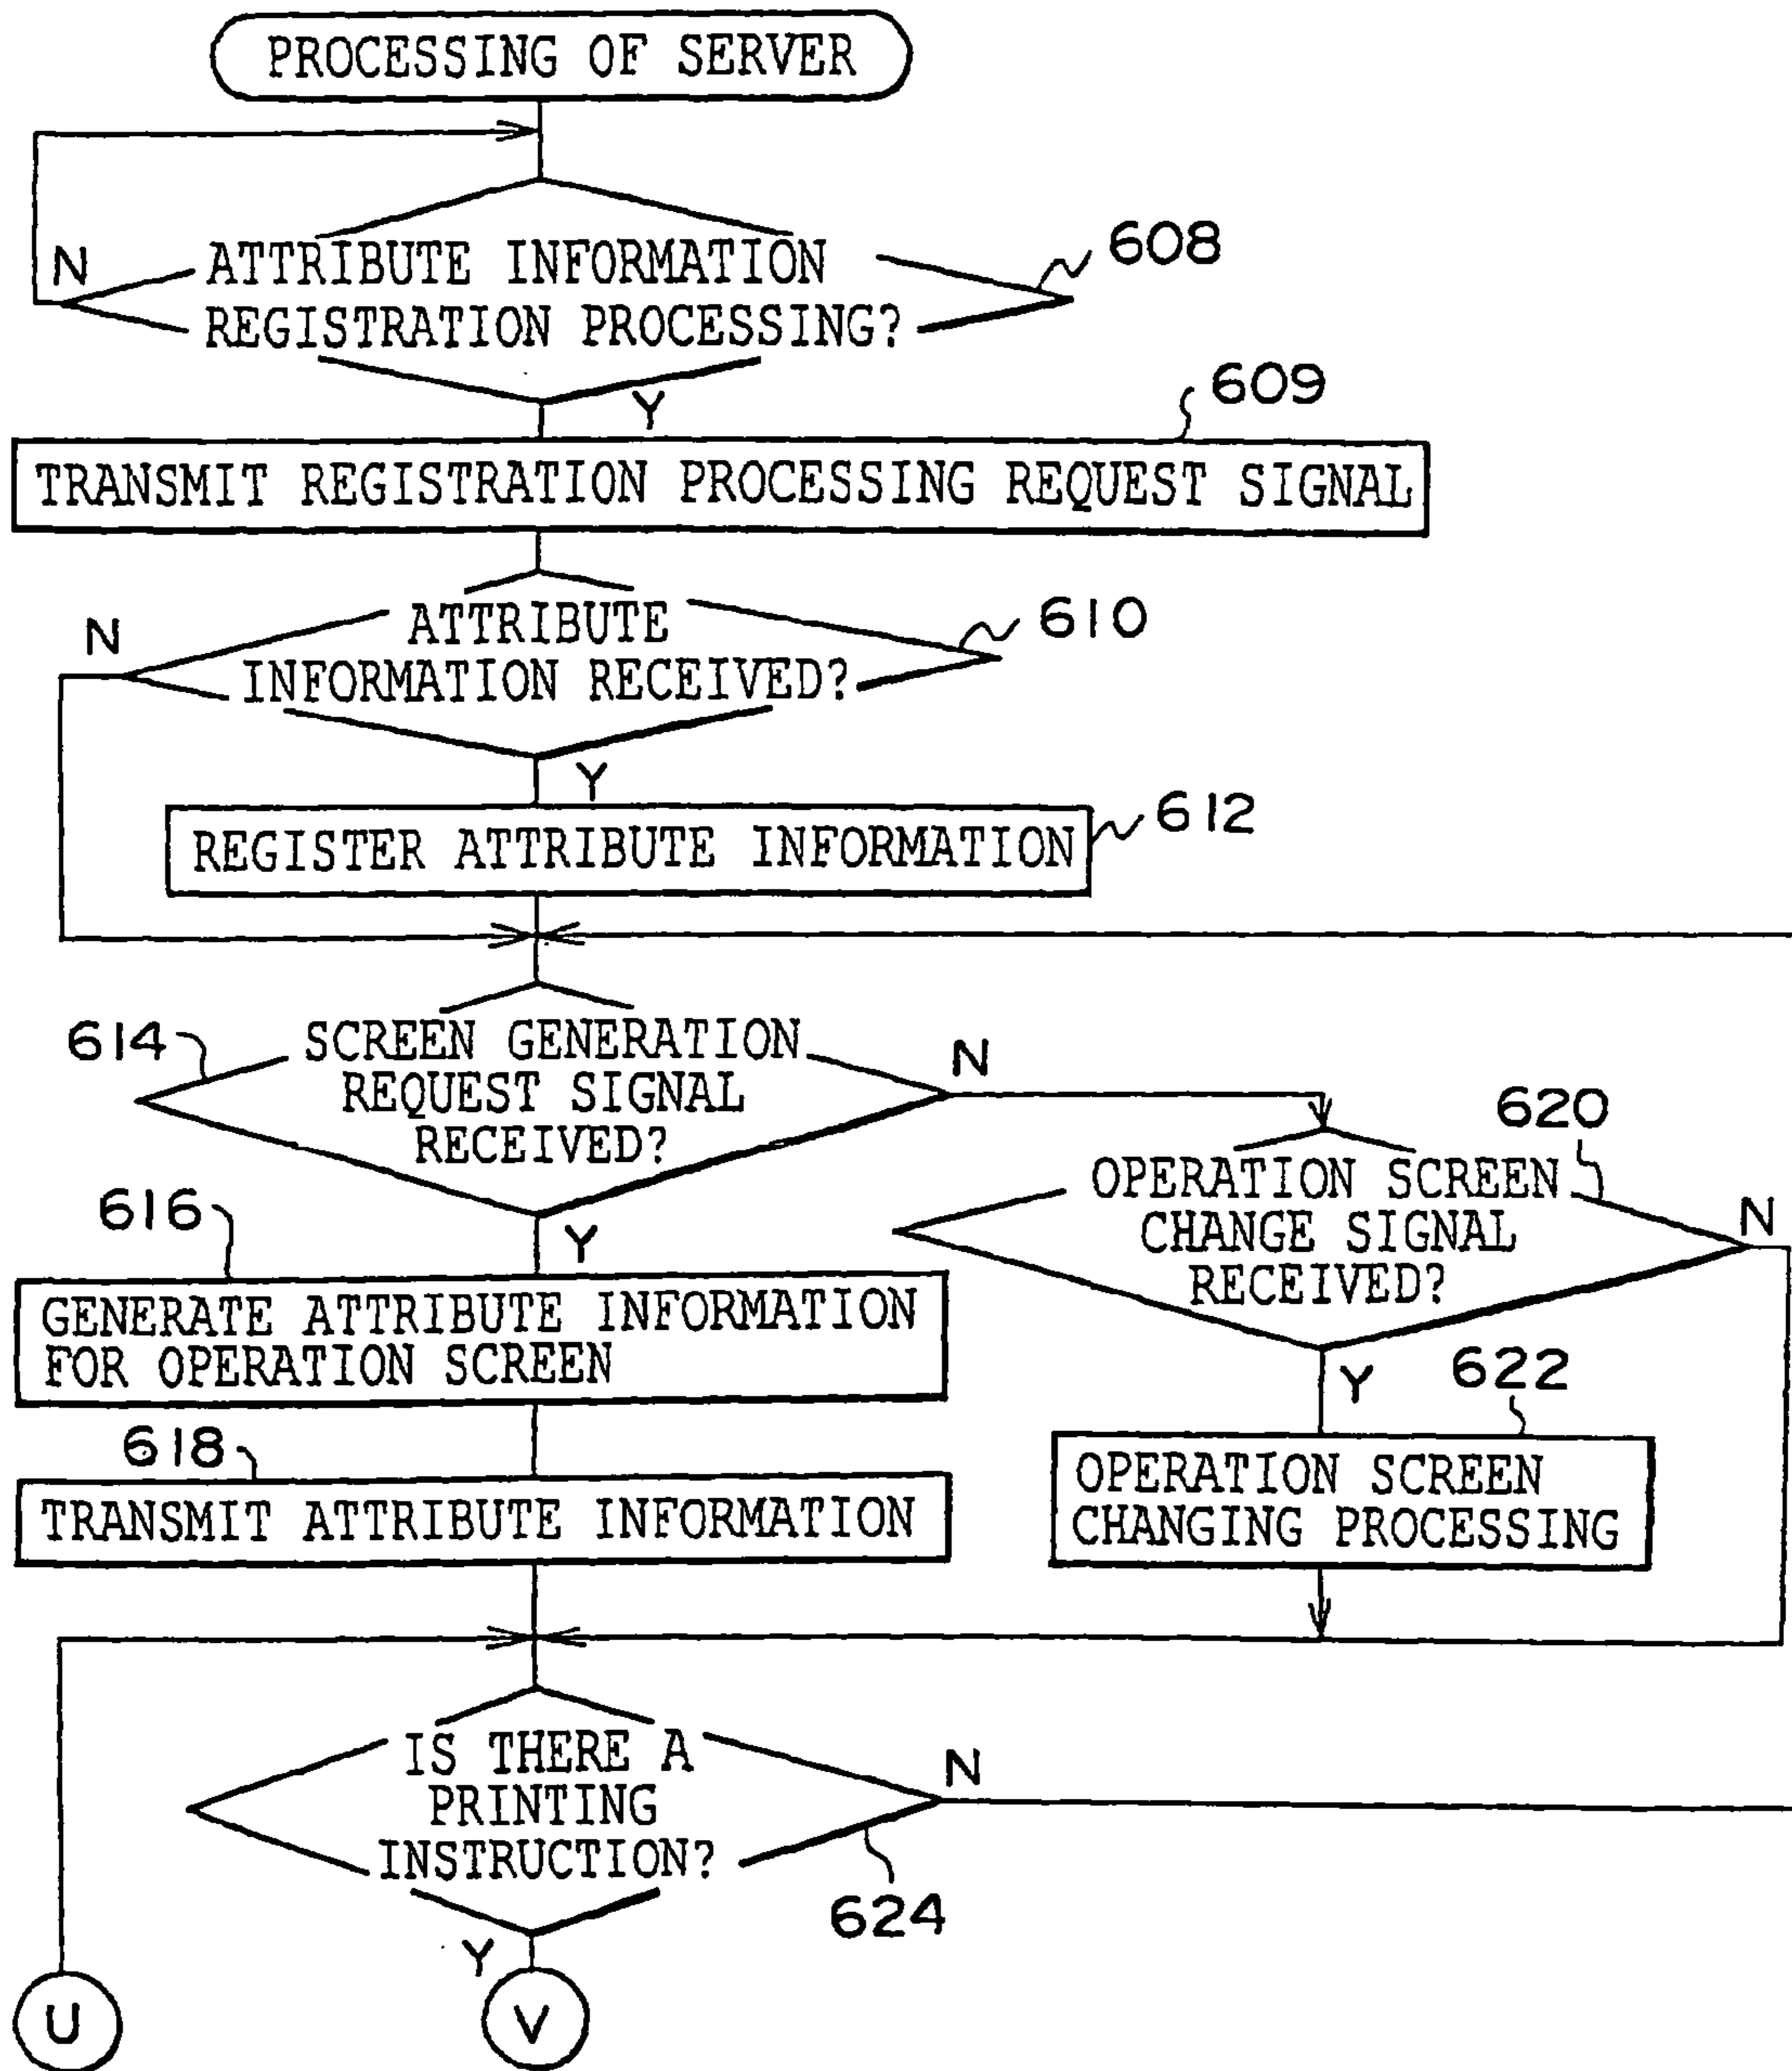 PROCESSING OF SERVER
N
ATTRIBUTE INFORMATION
REGISTRATION PROCESSING?
608
Y
609
TRANSMIT REGISTRATION PROCESSING REQUEST SIGNAL
N
ATTRIBUTE
INFORMATION RECEIVED?
610
Y
REGISTER ATTRIBUTE INFORMATION
612
614
SCREEN GENERATION
REQUEST SIGNAL
RECEIVED?
N
Y
620
OPERATION SCREEN
CHANGE SIGNAL
RECEIVED?
N
Y
616
GENERATE ATTRIBUTE INFORMATION
FOR OPERATION SCREEN
622
OPERATION SCREEN
CHANGING PROCESSING
618
TRANSMIT ATTRIBUTE INFORMATION
IS THERE A
PRINTING
INSTRUCTION?
N
624
Y
U
V